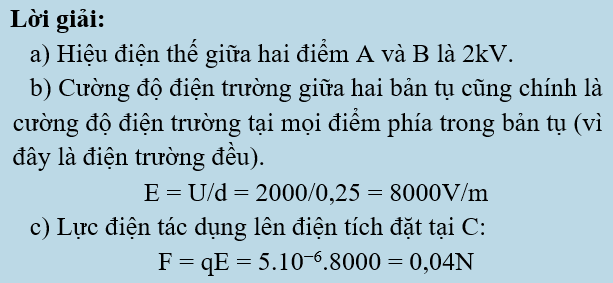 Lời giải:
a) Hiệu điện thế giữa hai điểm A và B là 2kV.
b) Cường độ điện trường giữa hai bản tụ cũng chính là
cường độ điện trường tại mọi điểm phía trong bản tụ (vì
đây là điện trường đều).
E = U/d = 2000/0,25 = 8000V/m
c) Lực điện tác dụng lên điện tích đặt tại C:
F = qE = 5.10⁻⁶.8000 = 0,04N